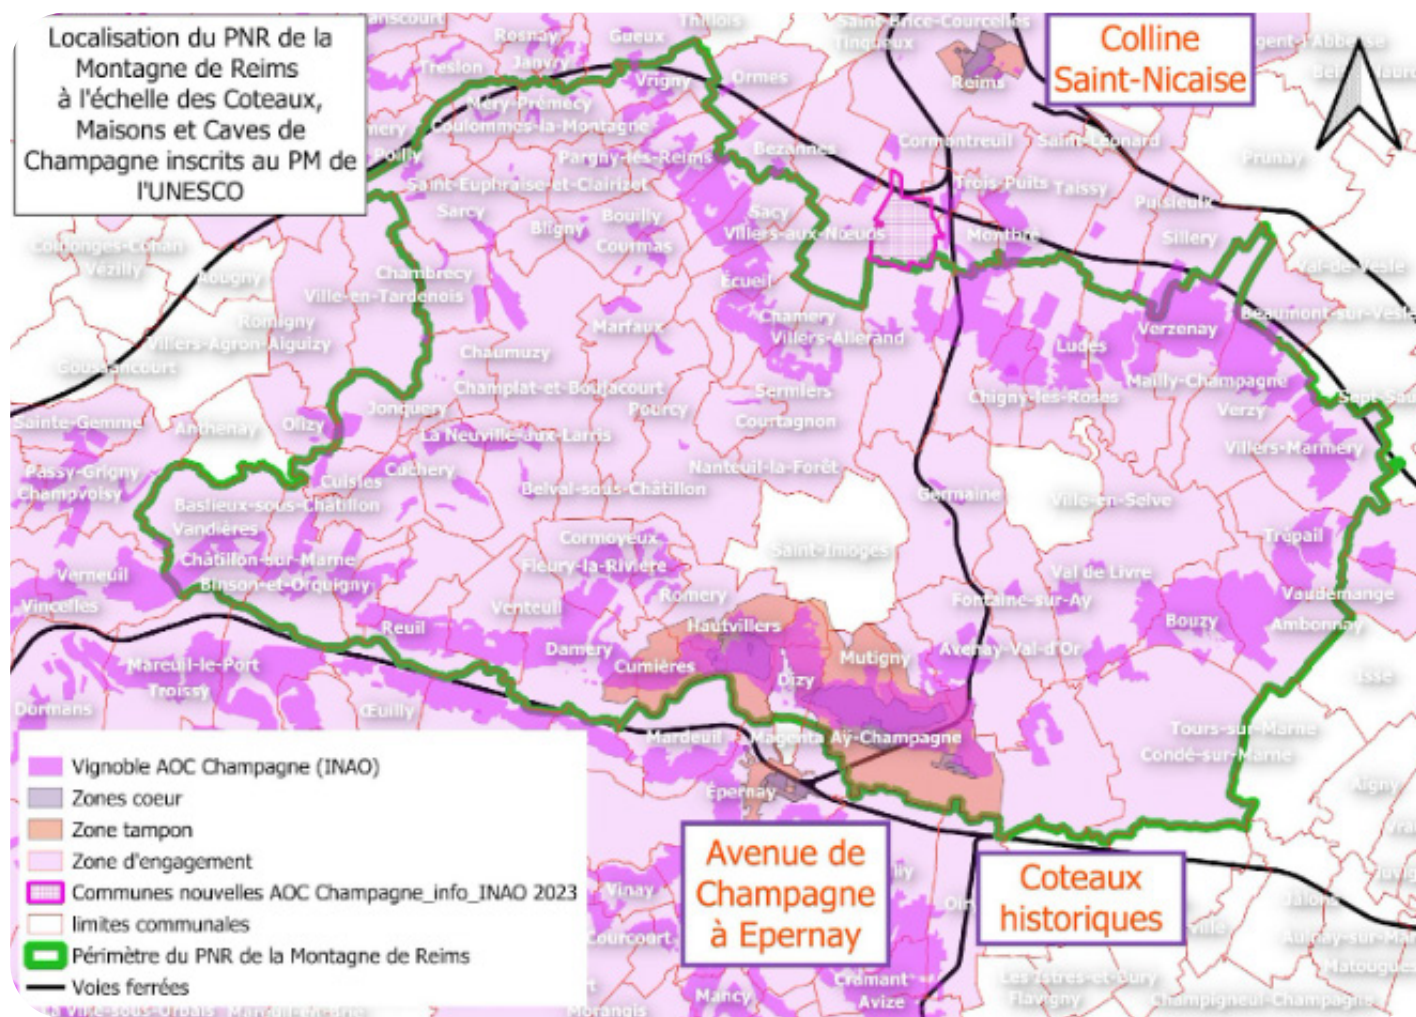 Localisation du PNR de la
Montagne de Reims
à l'échelle des Coteaux,
Maisons et Caves de
Champagne inscrits au PM de
l'UNESCO
Colline
Saint-Nicaise
Thillois
Saint-Brice-Courcelles
Tinqueux
Rosnay
Gueux
Janvry
Treslon
Vrigny
Ormes
Reims
Méry-Prémecy
Coulommes-la-Montagne
Cormontreuil
Saint-Léonard
Prunay
Poilly
Pargny-lès-Reims
Bezannes
Saint-Euphraise-et-Clairizet
Trois-Puits
Taissy
Puisieulx
Sarcy
Bouilly
Bligny
Courmas
Sacy
Villers-aux-Nœuds
Montbré
Sillery
Coulonges-Cohan
Vézilly
Aougny
Chambrecy
Ville-en-Tardenois
Écueil
Val-de-Vesle
Beaumont-sur-Vesle
Romigny
Villers-Agron-Aiguizy
Marfaux
Chamery
Villers-Allerand
Verzenay
Ludes
Goussancourt
Chaumuzy
Champlat-et-Boujacourt
Sermiers
Mailly-Champagne
Chigny-les-Roses
Verzy
Sainte-Gemme
Anthenay
Olizy
Jonquery
Pourcy
Courtagnon
La Neuville-aux-Larris
Villers-Marmery
Passy-Grigny
Champvoisy
Cuisles
Cuchery
Nanteuil-la-Forêt
Belval-sous-Châtillon
Germaine
Ville-en-Selve
Baslieux-sous-Châtillon
Vandières
Cormoyeux
Fleury-la-Rivière
Saint-Imoges
Trépail
Châtillon-sur-Marne
Binson-et-Orquigny
Verneuil
Vincelles
Val de Livre
Vaudemange
Venteuil
Romery
Fontaine-sur-Ay
Bouzy
Ambonnay
Reuil
Hautvillers
Damery
Cumières
Mutigny
Avenay-Val-d'Or
Mareuil-le-Port
Troissy
Dizy
Isse
Dormans
Œuilly
Mardeuil
Magenta
Aÿ-Champagne
Tours-sur-Marne
Condé-sur-Marne
Épernay
Aigny
Vignoble AOC Champagne (INAO)
Zones coeur
Zone tampon
Zone d'engagement
Communes nouvelles AOC Champagne_info_INAO 2023
limites communales
Périmètre du PNR de la Montagne de Reims
Voies ferrées
Avenue de
Champagne
à Epernay
Coteaux
historiques
Vinay
Courcourt
Jâlons
Aulnay-sur-Mar
Matougues
Cramant
Avize
Mancy
Morangis
Les Istres-et-Bury
Flavigny
Champigneul-Champagne